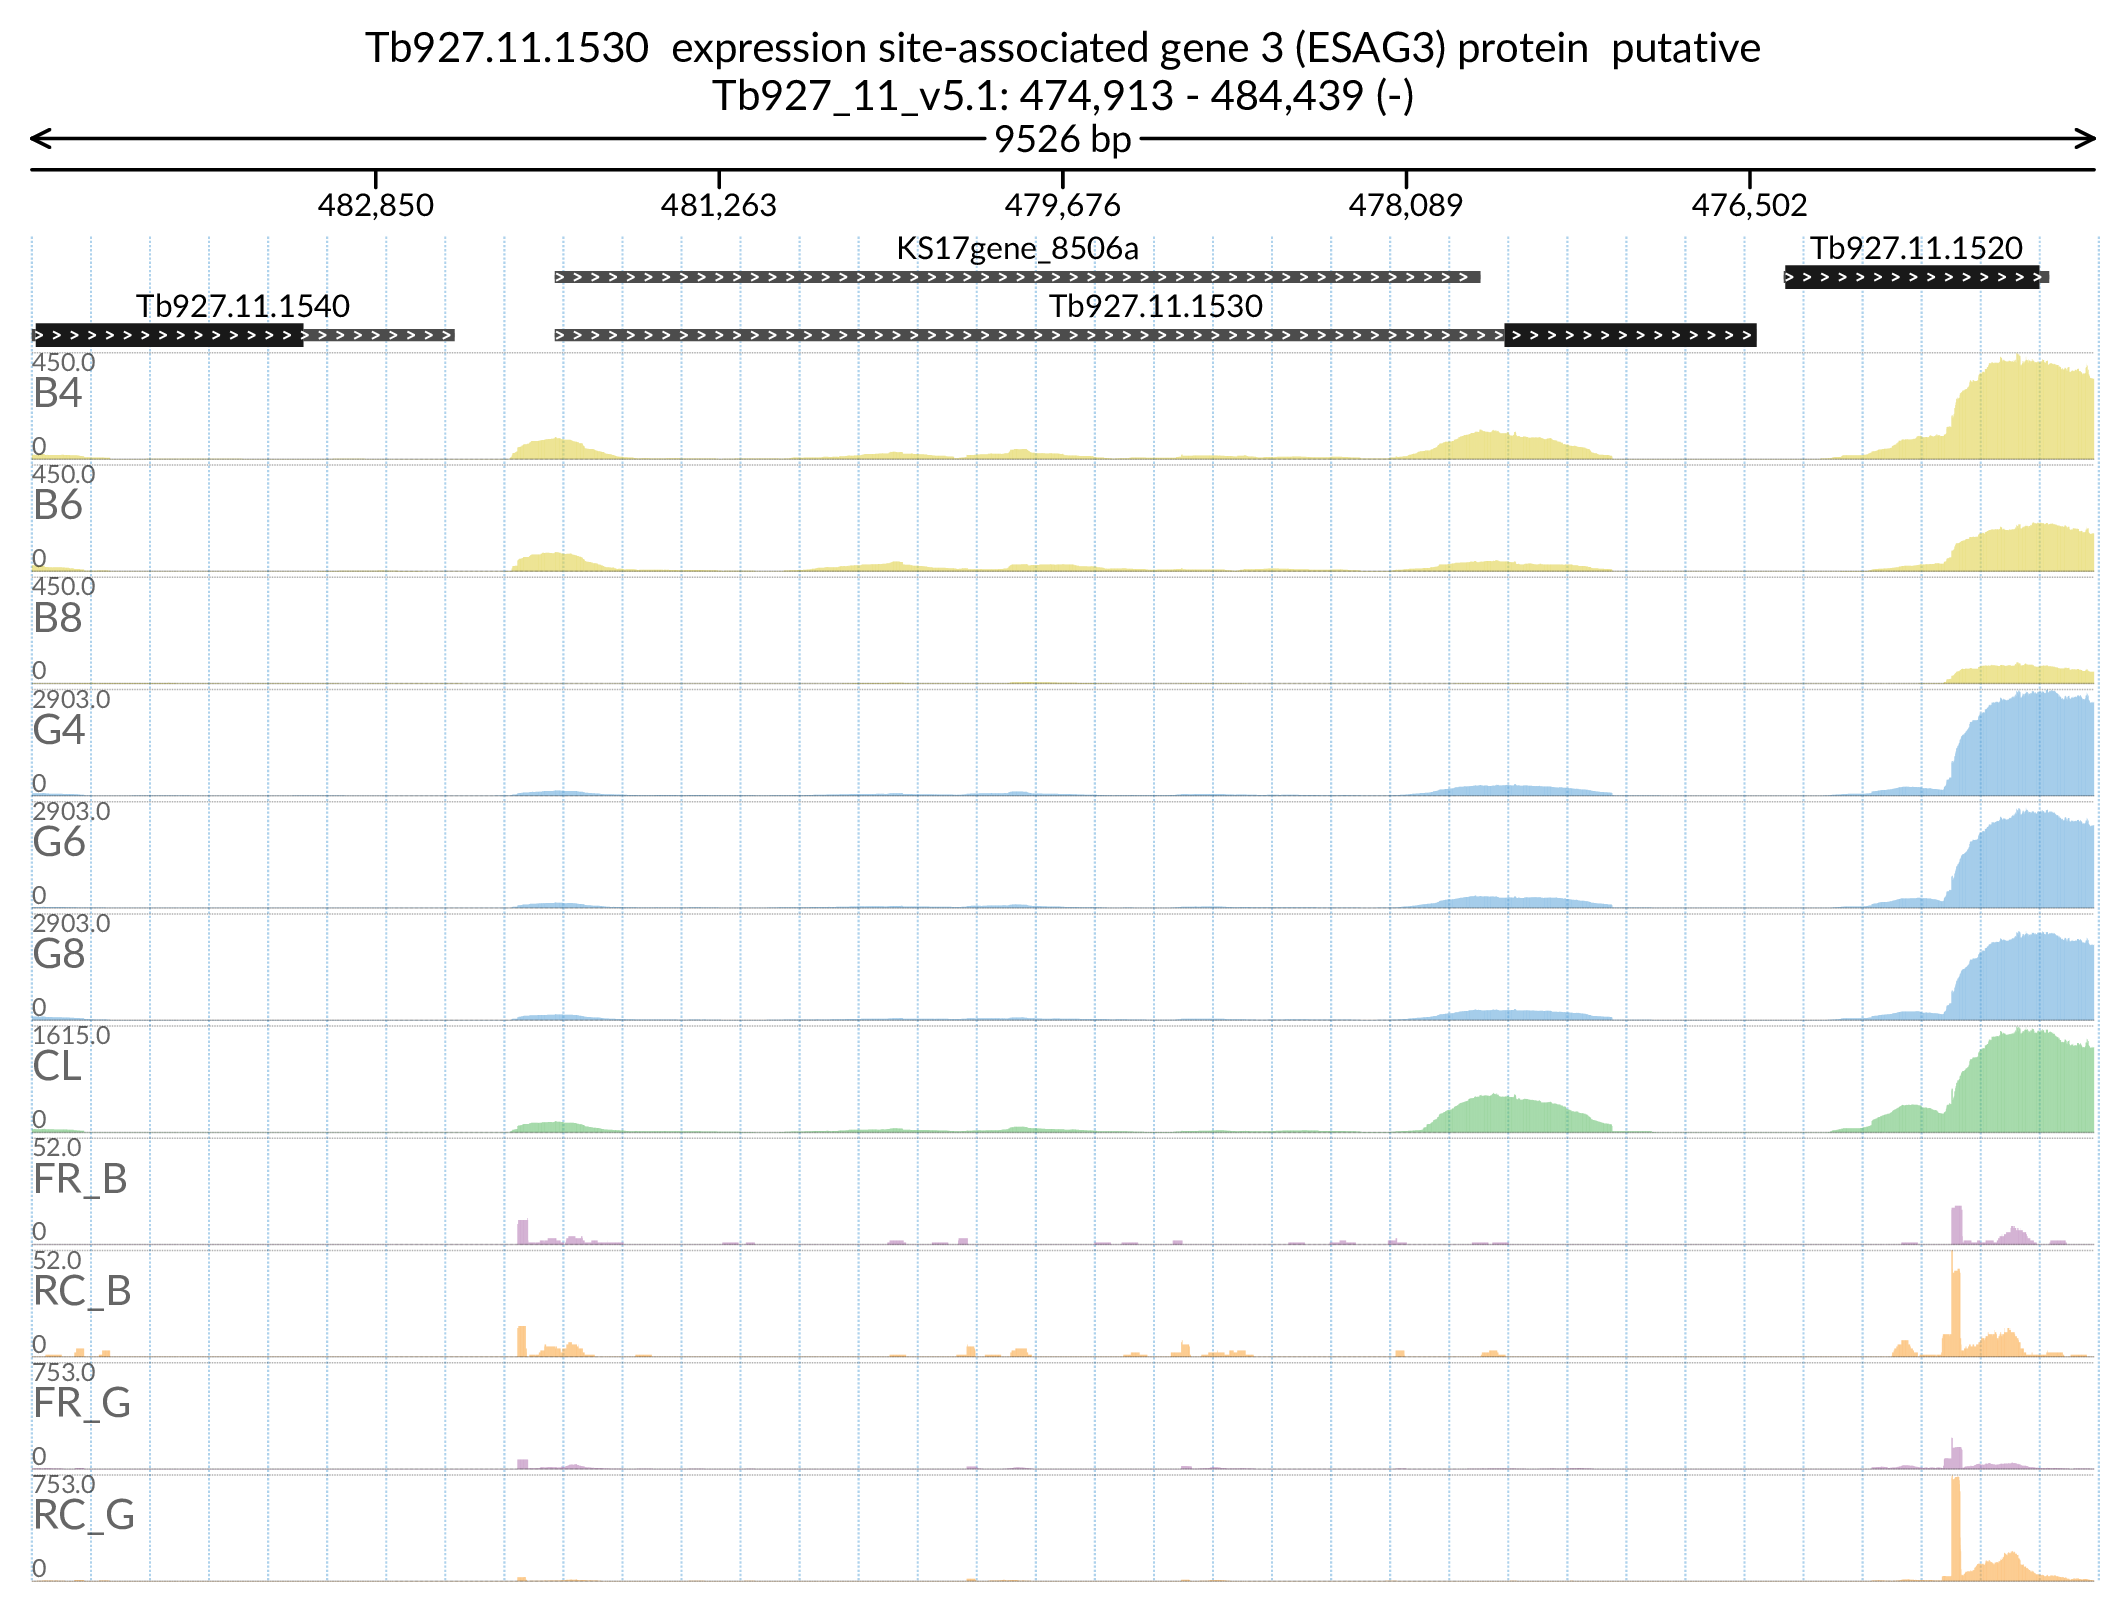 Tb927.11.1530 expression site-associated gene 3 (ESAG3) protein putative
Tb927_11_v5.1: 474,913 - 484,439 (-)
9526 bp
482,850 481,263 479,676 478,089 476,502
KS17gene_8506a Tb927.11.1520
Tb927.11.1540 Tb927.11.1530
450.0
B4
0
450.0
B6
0
450.0
B8
0
2903.0
G4
0
2903.0
G6
0
2903.0
G8
0
1615.0
CL
0
52.0
FR_B
0
52.0
RC_B
0
753.0
FR_G
0
753.0
RC_G
0